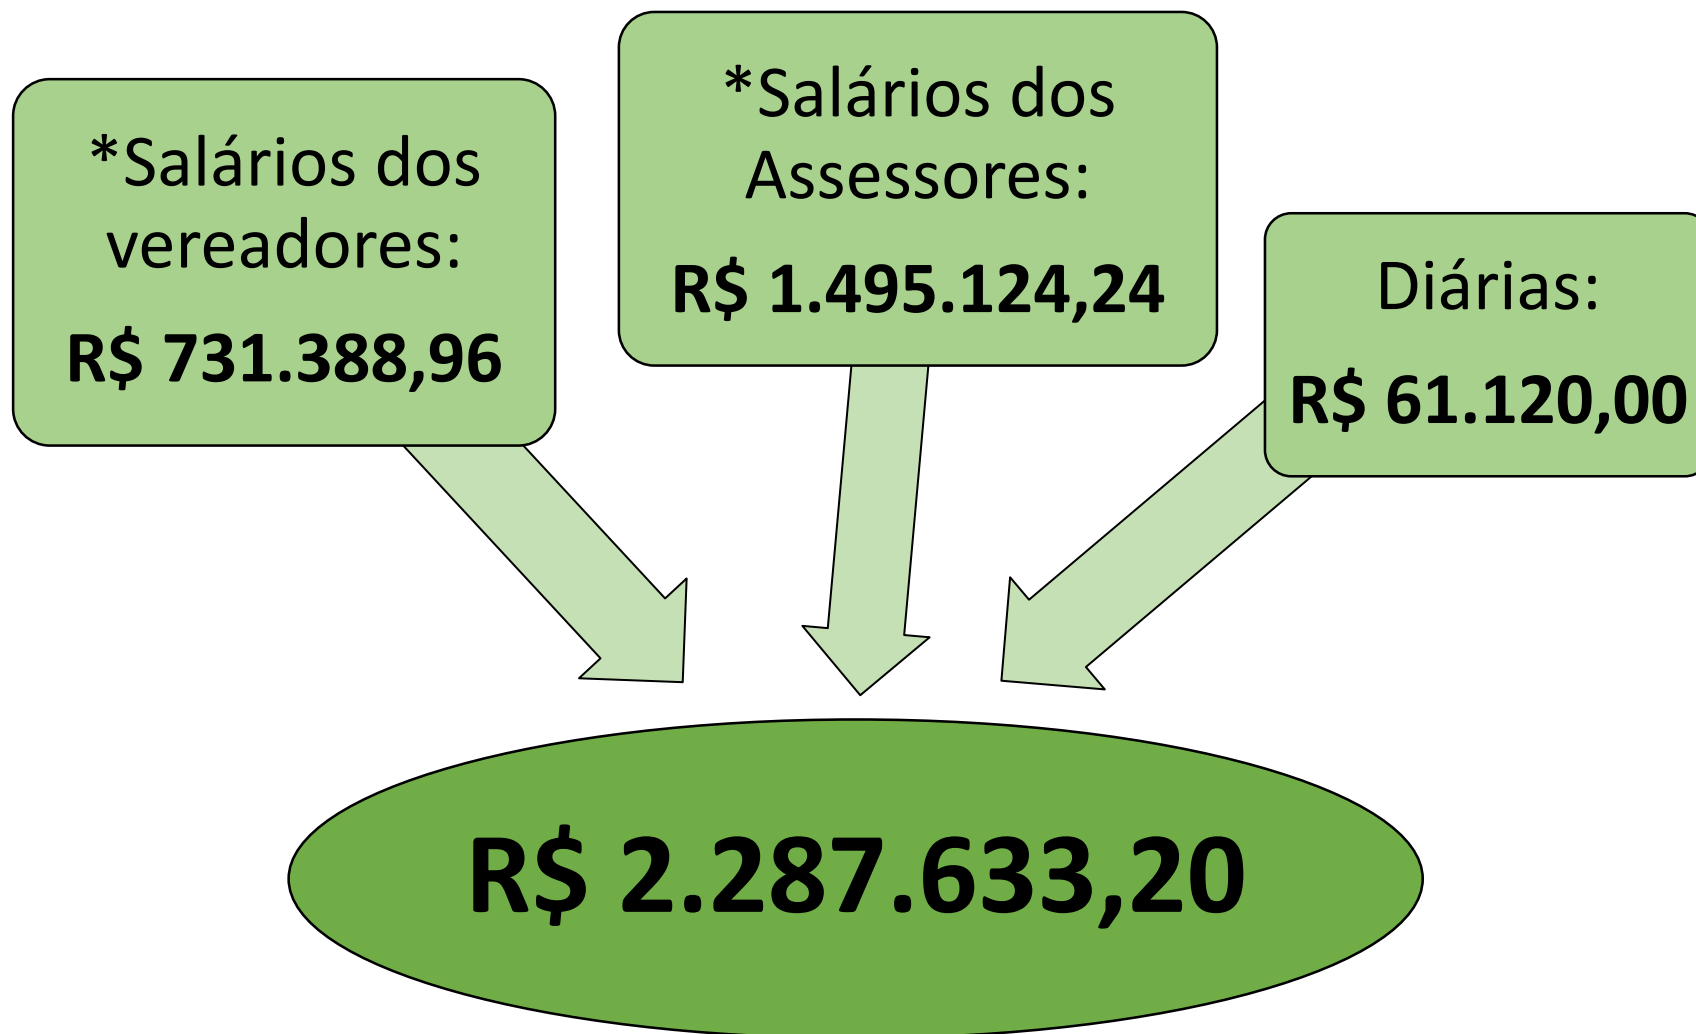 *Salários dos
vereadores:
R$ 731.388,96
*Salários dos
Assessores:
R$ 1.495.124,24
Diárias:
R$ 61.120,00
R$ 2.287.633,20